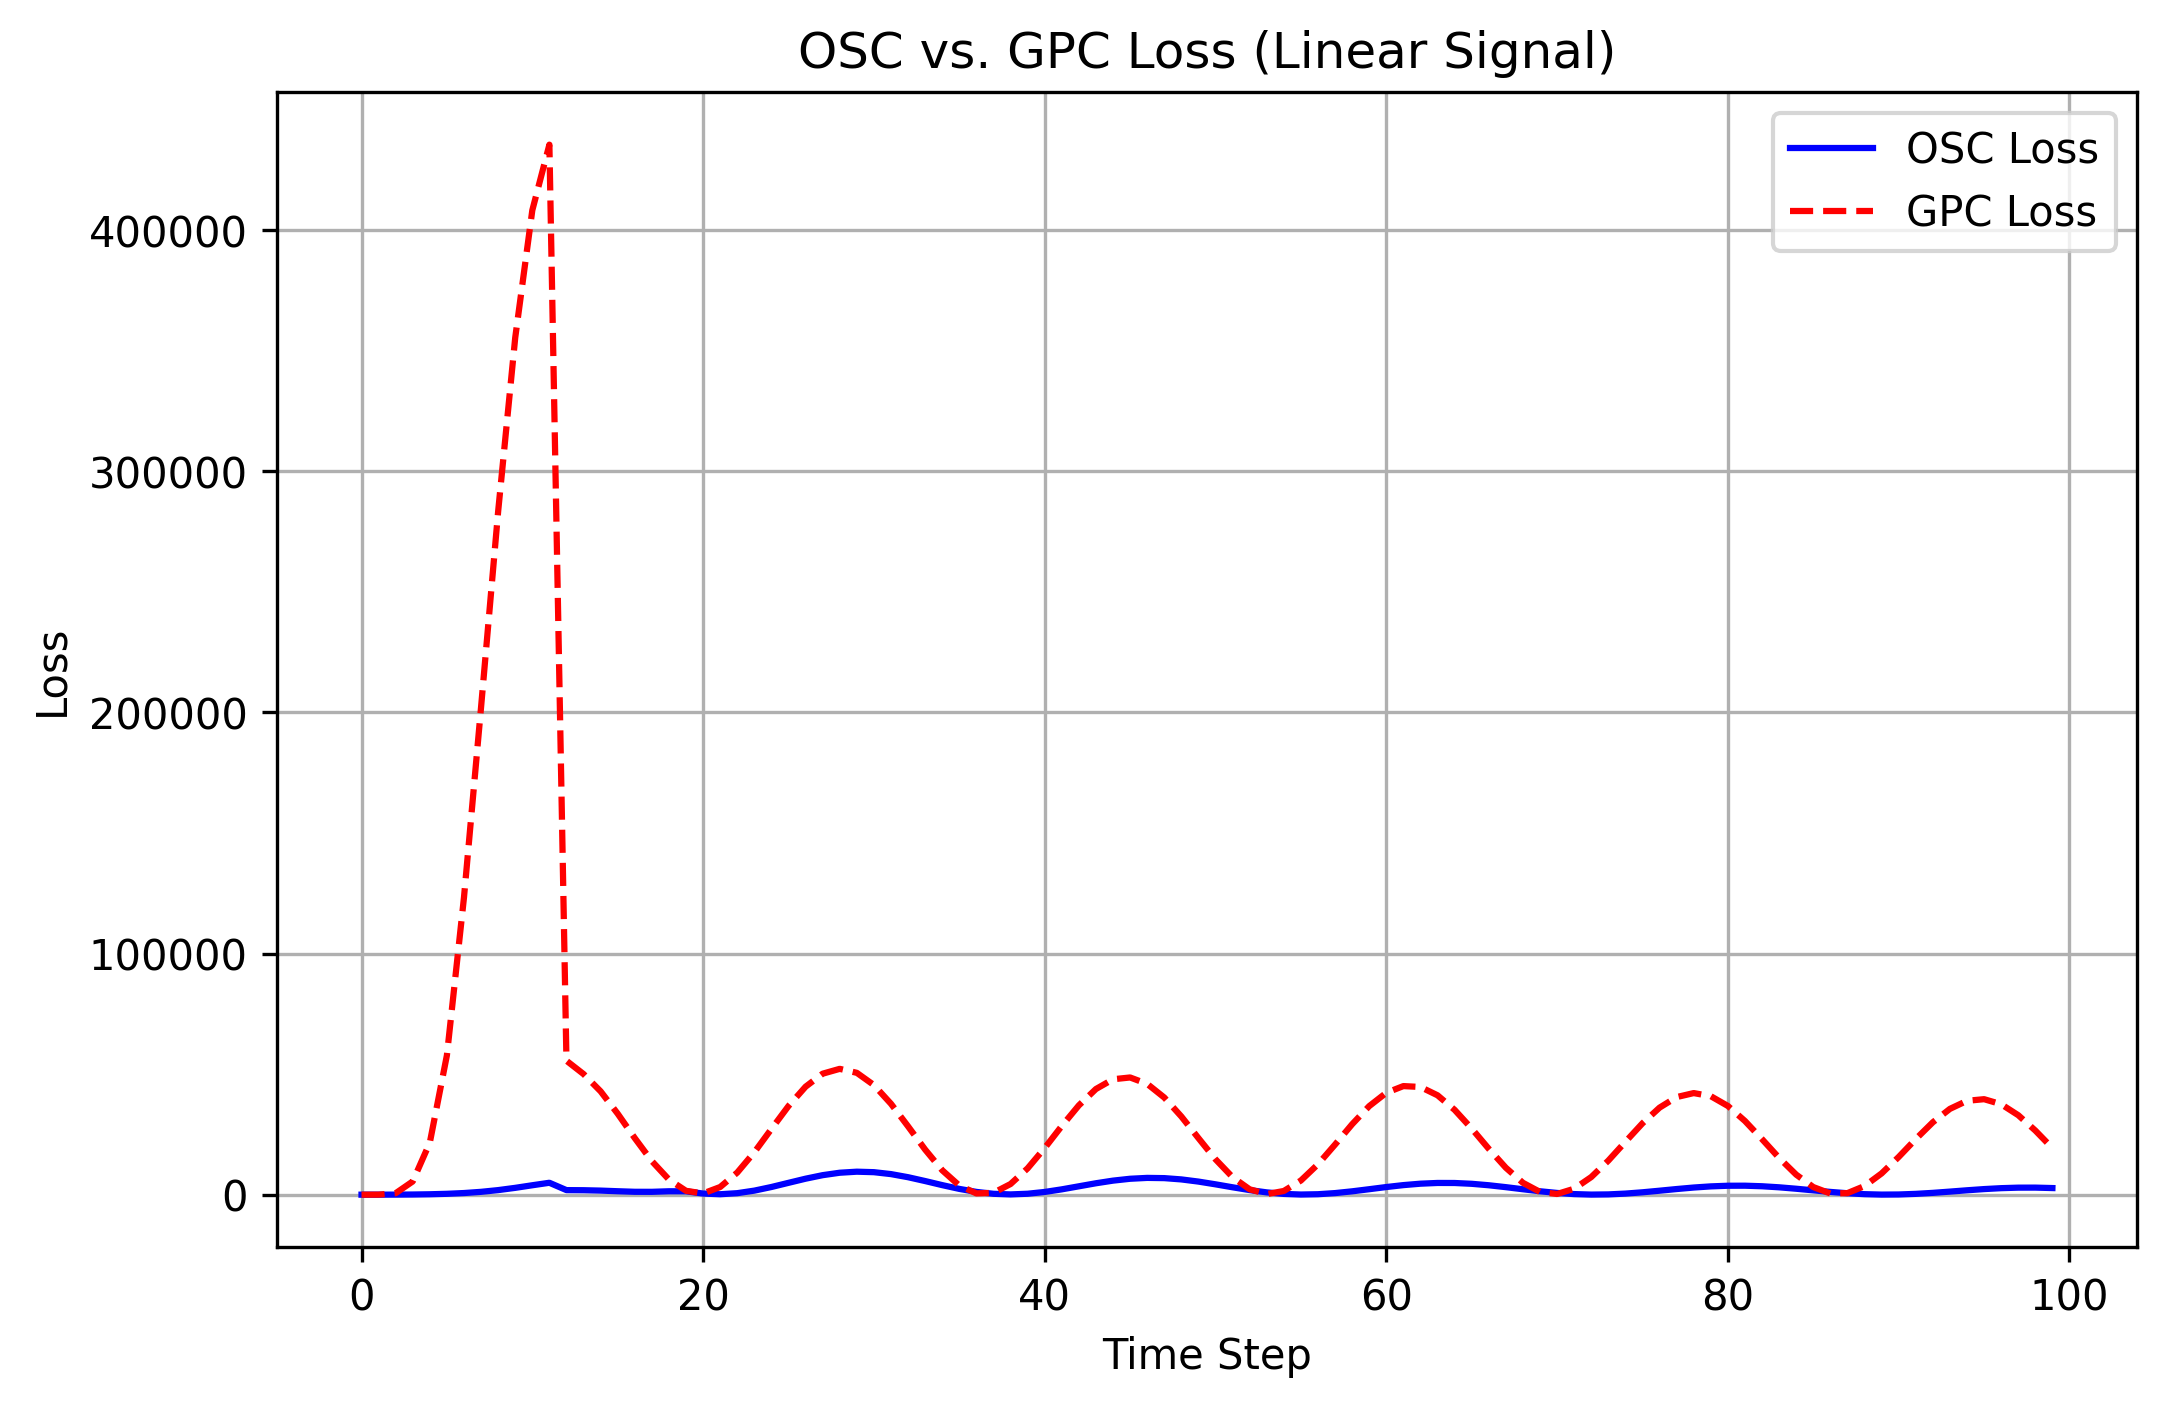 OSC vs. GPC Loss (Linear Signal)
OSC Loss
GPC Loss
400000
300000
200000
100000
0
Loss
0 20 40 60 80 100
Time Step